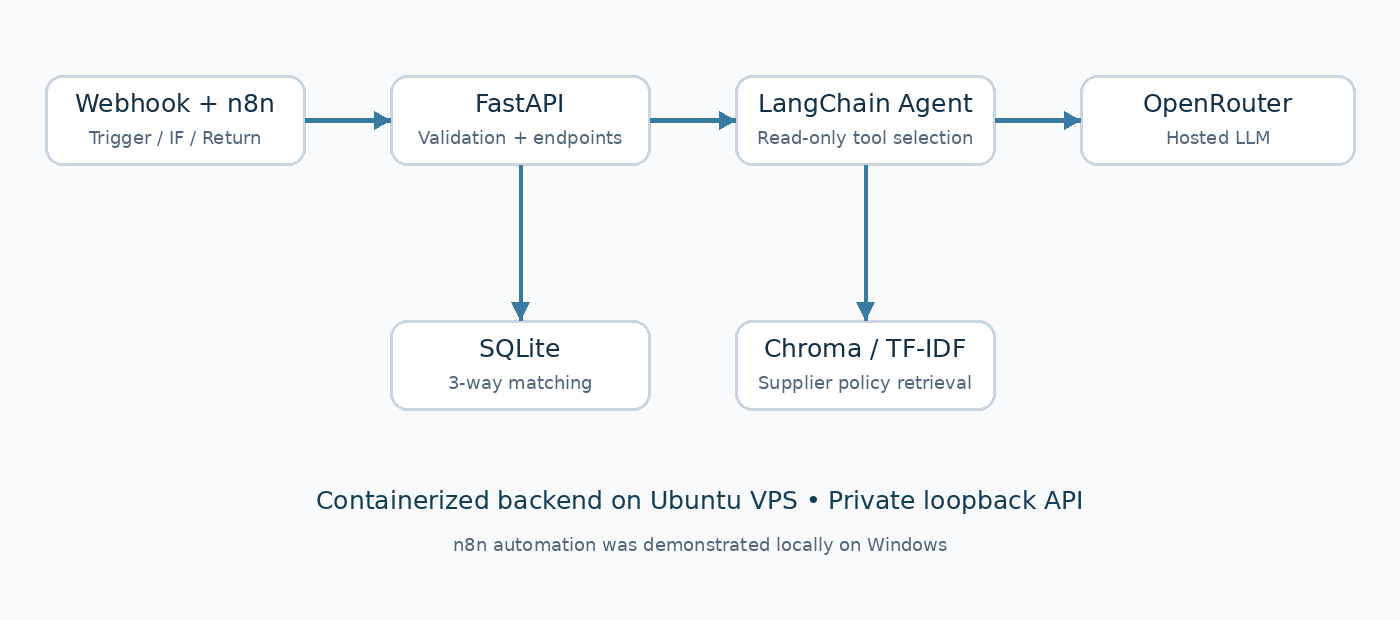 Webhook + n8n
Trigger / IF / Return
FastAPI
Validation + endpoints
LangChain Agent
Read-only tool selection
OpenRouter
Hosted LLM
SQLite
3-way matching
Chroma / TF-IDF
Supplier policy retrieval
Containerized backend on Ubuntu VPS • Private loopback API
n8n automation was demonstrated locally on Windows